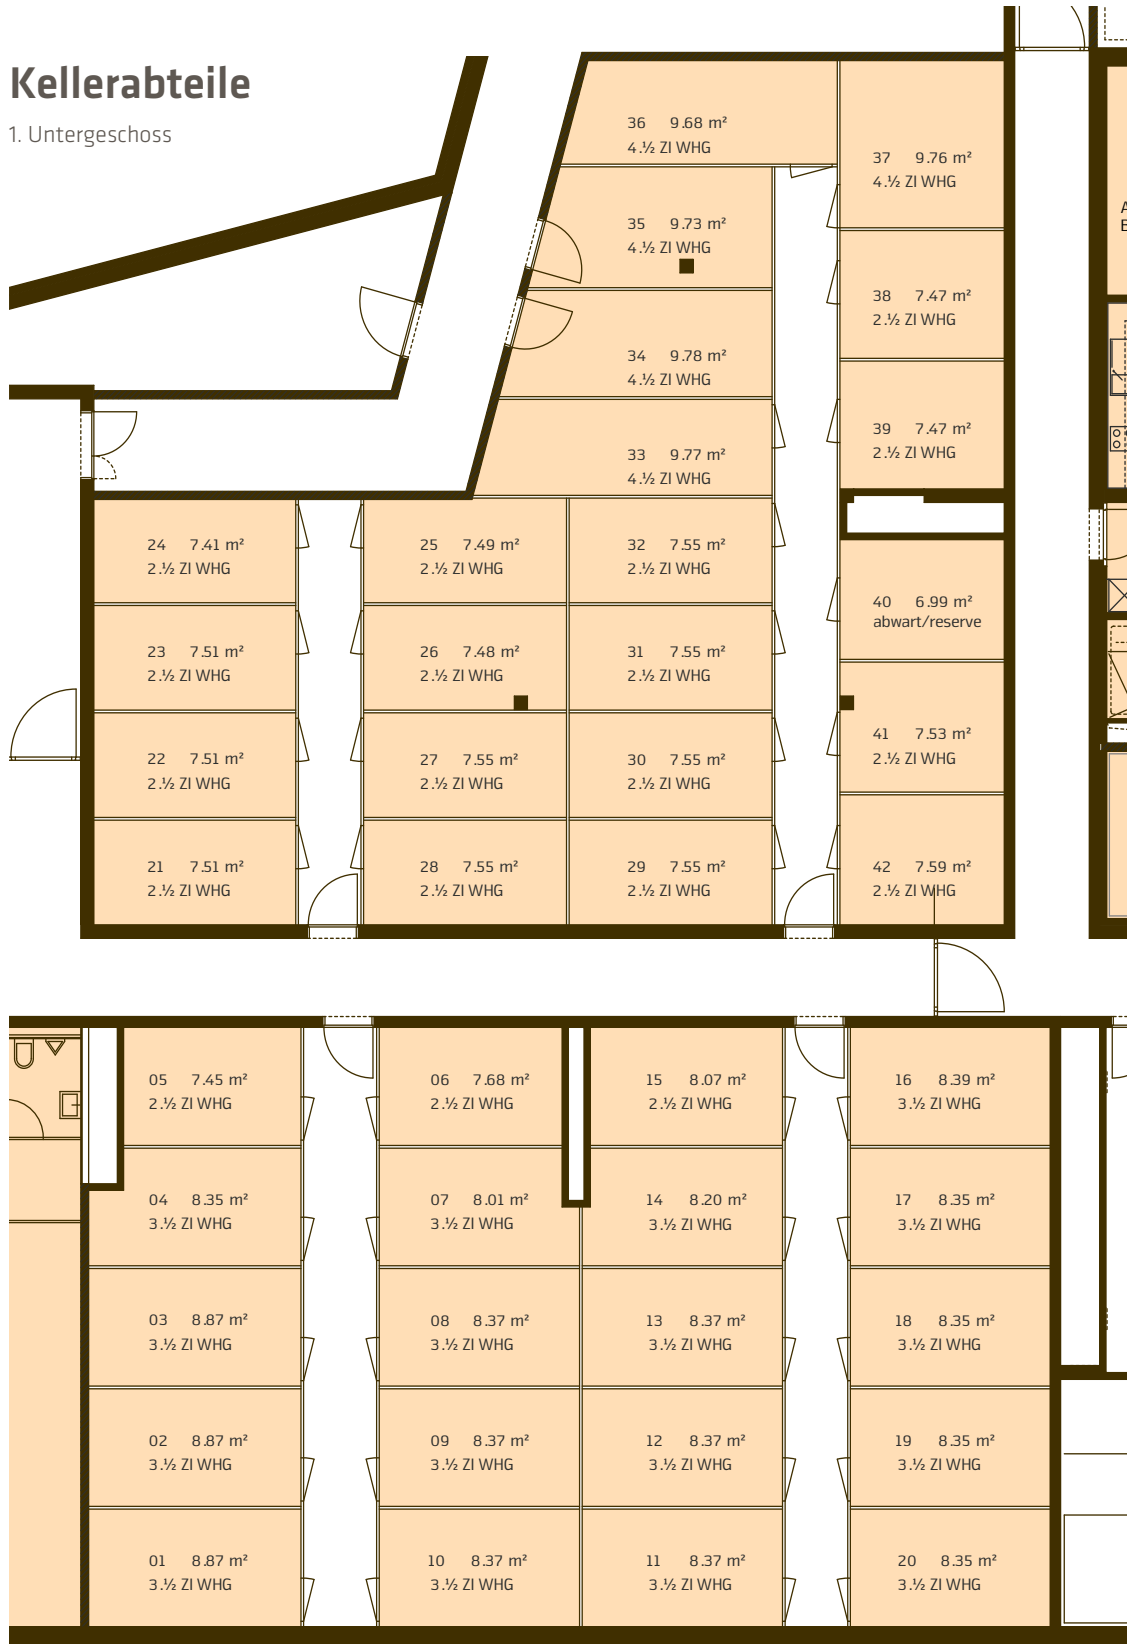 Kellerabteile
1. Untergeschoss
36 9.68 m²
4.½ ZI WHG
37 9.76 m²
4.½ ZI WHG
35 9.73 m²
4.½ ZI WHG
38 7.47 m²
2.½ ZI WHG
34 9.78 m²
4.½ ZI WHG
39 7.47 m²
2.½ ZI WHG
33 9.77 m²
4.½ ZI WHG
24 7.41 m²
2.½ ZI WHG
25 7.49 m²
2.½ ZI WHG
32 7.55 m²
2.½ ZI WHG
40 6.99 m²
abwart/reserve
23 7.51 m²
2.½ ZI WHG
26 7.48 m²
2.½ ZI WHG
31 7.55 m²
2.½ ZI WHG
41 7.53 m²
2.½ ZI WHG
22 7.51 m²
2.½ ZI WHG
27 7.55 m²
2.½ ZI WHG
30 7.55 m²
2.½ ZI WHG
21 7.51 m²
2.½ ZI WHG
28 7.55 m²
2.½ ZI WHG
29 7.55 m²
2.½ ZI WHG
42 7.59 m²
2.½ ZI WHG
05 7.45 m²
2.½ ZI WHG
06 7.68 m²
2.½ ZI WHG
15 8.07 m²
2.½ ZI WHG
16 8.39 m²
3.½ ZI WHG
04 8.35 m²
3.½ ZI WHG
07 8.01 m²
3.½ ZI WHG
14 8.20 m²
3.½ ZI WHG
17 8.35 m²
3.½ ZI WHG
03 8.87 m²
3.½ ZI WHG
08 8.37 m²
3.½ ZI WHG
13 8.37 m²
3.½ ZI WHG
18 8.35 m²
3.½ ZI WHG
02 8.87 m²
3.½ ZI WHG
09 8.37 m²
3.½ ZI WHG
12 8.37 m²
3.½ ZI WHG
19 8.35 m²
3.½ ZI WHG
01 8.87 m²
3.½ ZI WHG
10 8.37 m²
3.½ ZI WHG
11 8.37 m²
3.½ ZI WHG
20 8.35 m²
3.½ ZI WHG